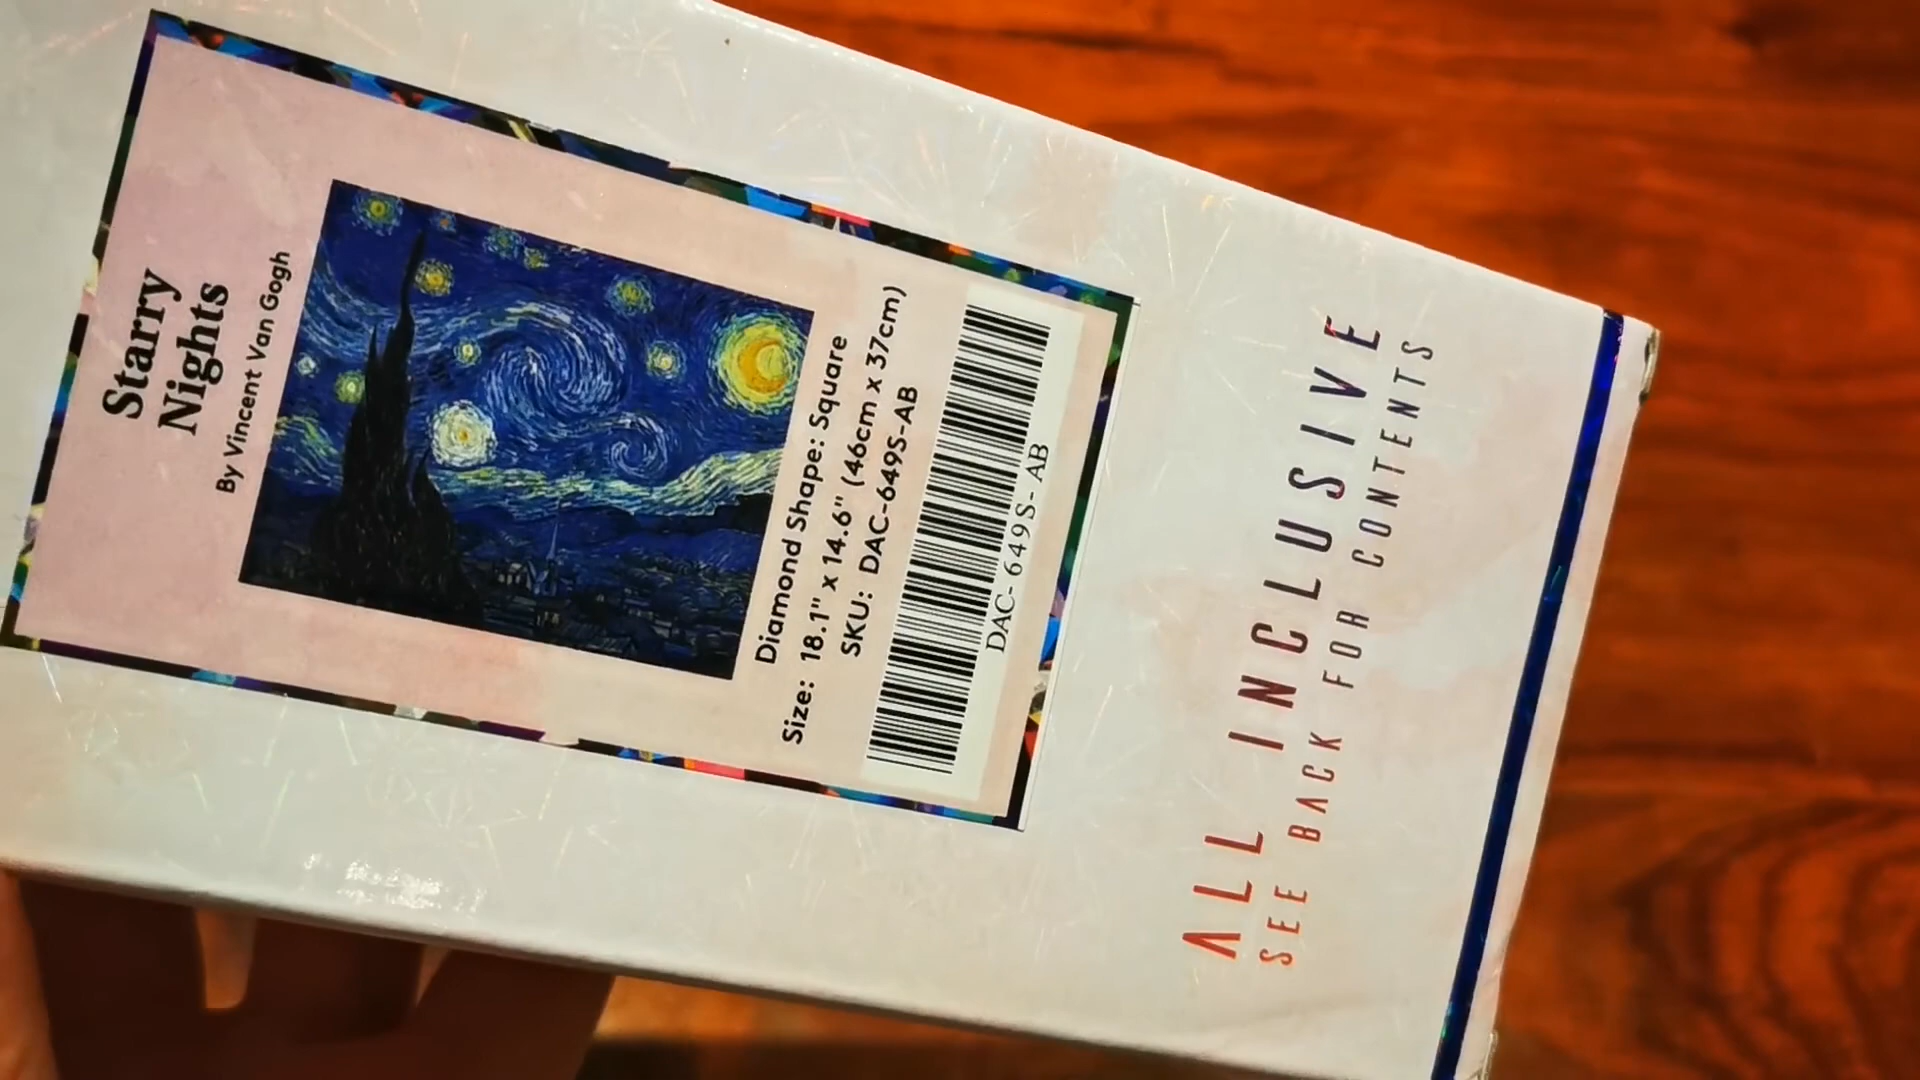 Starry
Nights
By Vincent Van Gogh
Diamond Shape: Square
Size: 18.1" x 14.6" (46cm x 37cm)
SKU: DAC-649S-AB
DAC-649S-AB
ALL INCLUSIVE
SEE BACK FOR CONTENTS